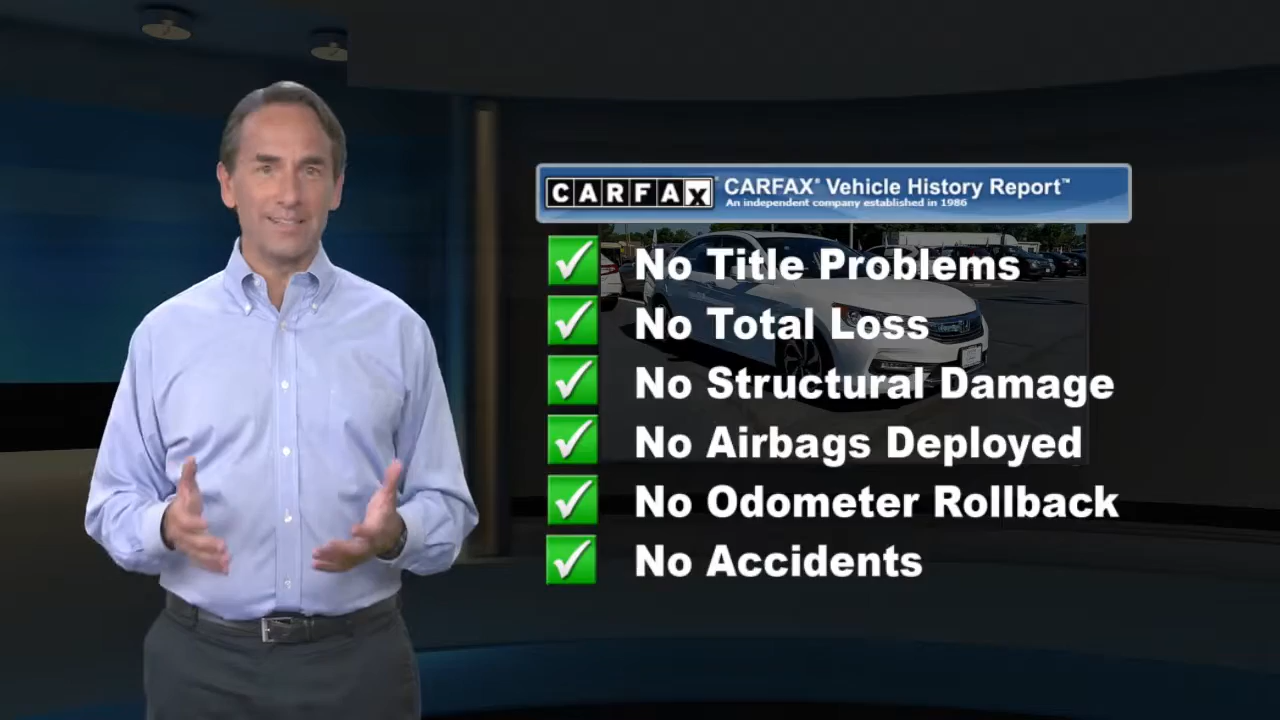 CARFAX CARFAX® Vehicle History Report™
An independent company established in 1986
No Title Problems
No Total Loss
No Structural Damage
No Airbags Deployed
No Odometer Rollback
No Accidents